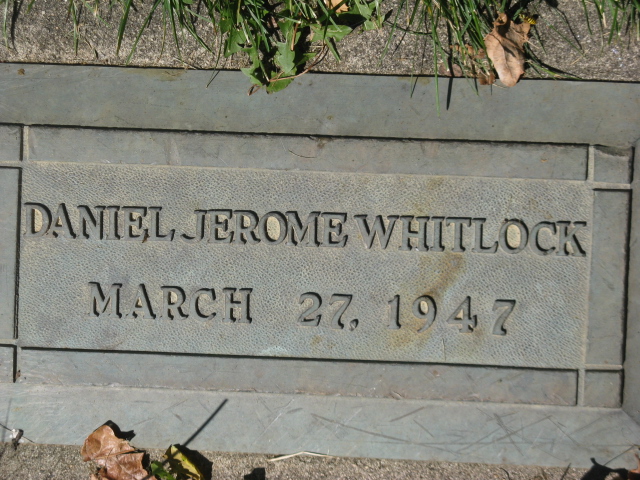 DANIEL JEROME WHITLOCK
MARCH 27, 1947